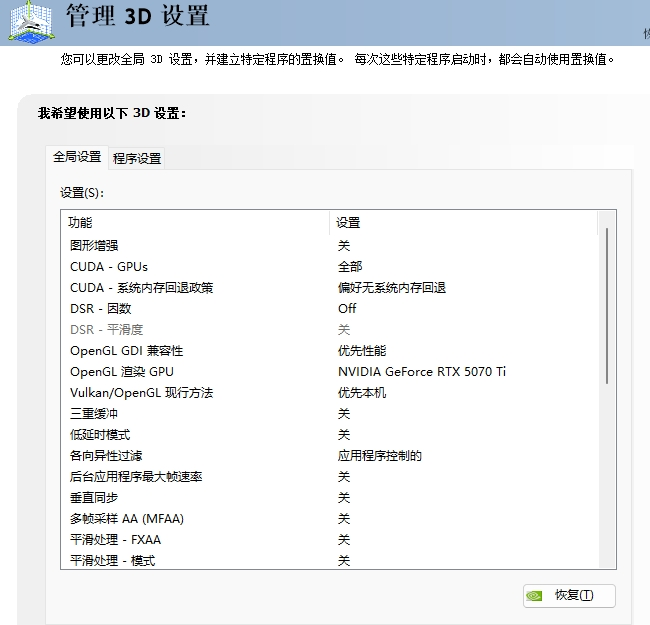 管理 3D 设置
您可以更改全局 3D 设置，并建立特定程序的置换值。 每次这些特定程序启动时，都会自动使用置换值。
我希望使用以下 3D 设置：
全局设置 程序设置
设置(S)：
功能 设置
图形增强 关
CUDA - GPUs 全部
CUDA - 系统内存回退政策 偏好无系统内存回退
DSR - 因数 Off
DSR - 平滑度 关
OpenGL GDI 兼容性 优先性能
OpenGL 渲染 GPU NVIDIA GeForce RTX 5070 Ti
Vulkan/OpenGL 现行方法 优先本机
三重缓冲 关
低延时模式 关
各向异性过滤 应用程序控制的
后台应用程序最大帧速率 关
垂直同步 关
多帧采样 AA (MFAA) 关
平滑处理 - FXAA 关
平滑处理 - 模式 关
恢复(T)